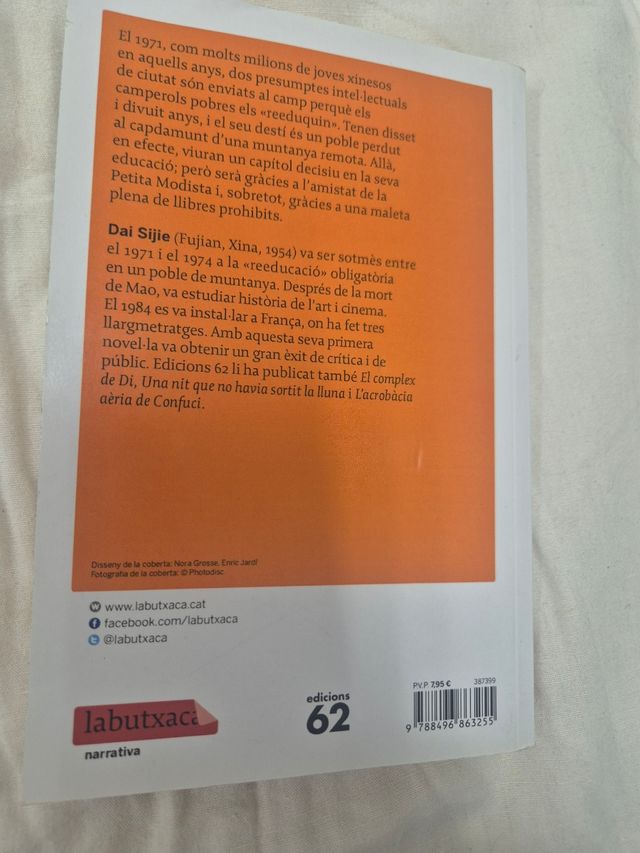 El 1971, com molts milions de joves xinesos
en aquells anys, dos presumptes intel·lectuals
de ciutat són enviats al camp perquè els
camperols pobres els «reeduquin». Tenen disset
i divuit anys, i el seu destí és un poble perdut
al capdamunt d'una muntanya remota. Allà,
en efecte, viuran un capítol decisiu en la seva
educació; però serà gràcies a l'amistat de la
Petita Modista i, sobretot, gràcies a una maleta
plena de llibres prohibits.
Dai Sijie (Fujian, Xina, 1954) va ser sotmès entre
el 1971 i el 1974 a la «reeducació» obligatòria
en un poble de muntanya. Després de la mort
de Mao, va estudiar història de l'art i cinema.
El 1984 es va instal·lar a França, on ha fet tres
llargmetratges. Amb aquesta seva primera
novel·la va obtenir un gran èxit de crítica i de
públic. Edicions 62 li ha publicat també El complex
de Di, Una nit que no havia sortit la lluna i L'acrobàcia
aèria de Confuci.
Disseny de la coberta: Nora Grosse, Enric Jardí
Fotografia de la coberta: © Photodisc
www.labutxaca.cat
facebook.com/labutxaca
@labutxaca
labutxaca
narrativa
edicions
62
P.V.P. 7,95 € 387399
9 788496 863255